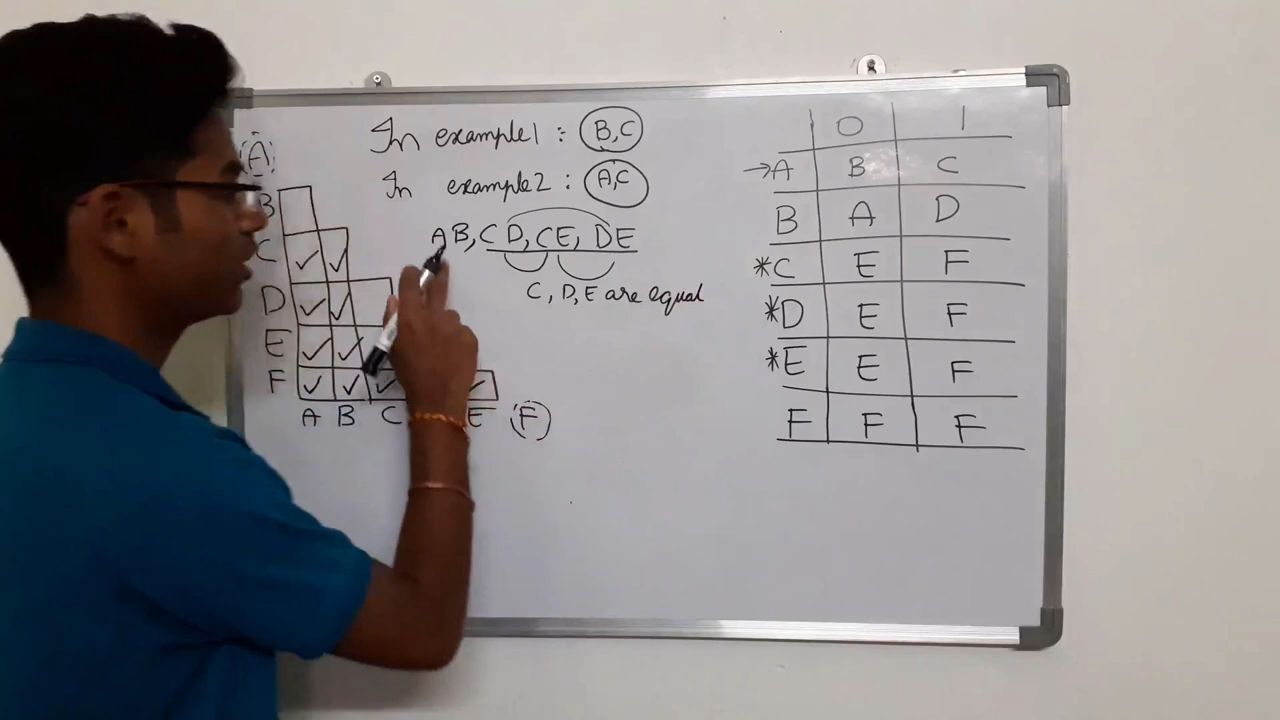 In example1 : B,C
In example2 : A,C
AB, CD, CE, DE
C, D, E are equal
(A)
B
C ✓ ✓
D ✓ ✓
E ✓ ✓
F ✓ ✓ ✓ ✓
A B C E (F)
0 1
→A B C
B A D
*C E F
*D E F
*E E F
F F F